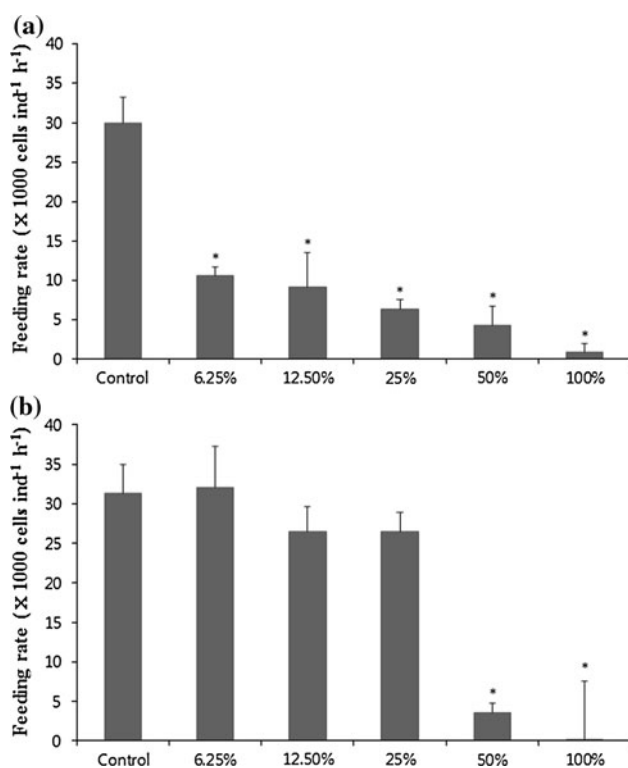 (a)
Feeding rate (X 1000 cells ind-1 h-1)
40
35
30
25
20
15
10
5
0
* * * * *
Control 6.25% 12.50% 25% 50% 100%
(b)
Feeding rate (X 1000 cells ind-1 h-1)
40
35
30
25
20
15
10
5
0
* *
Control 6.25% 12.50% 25% 50% 100%